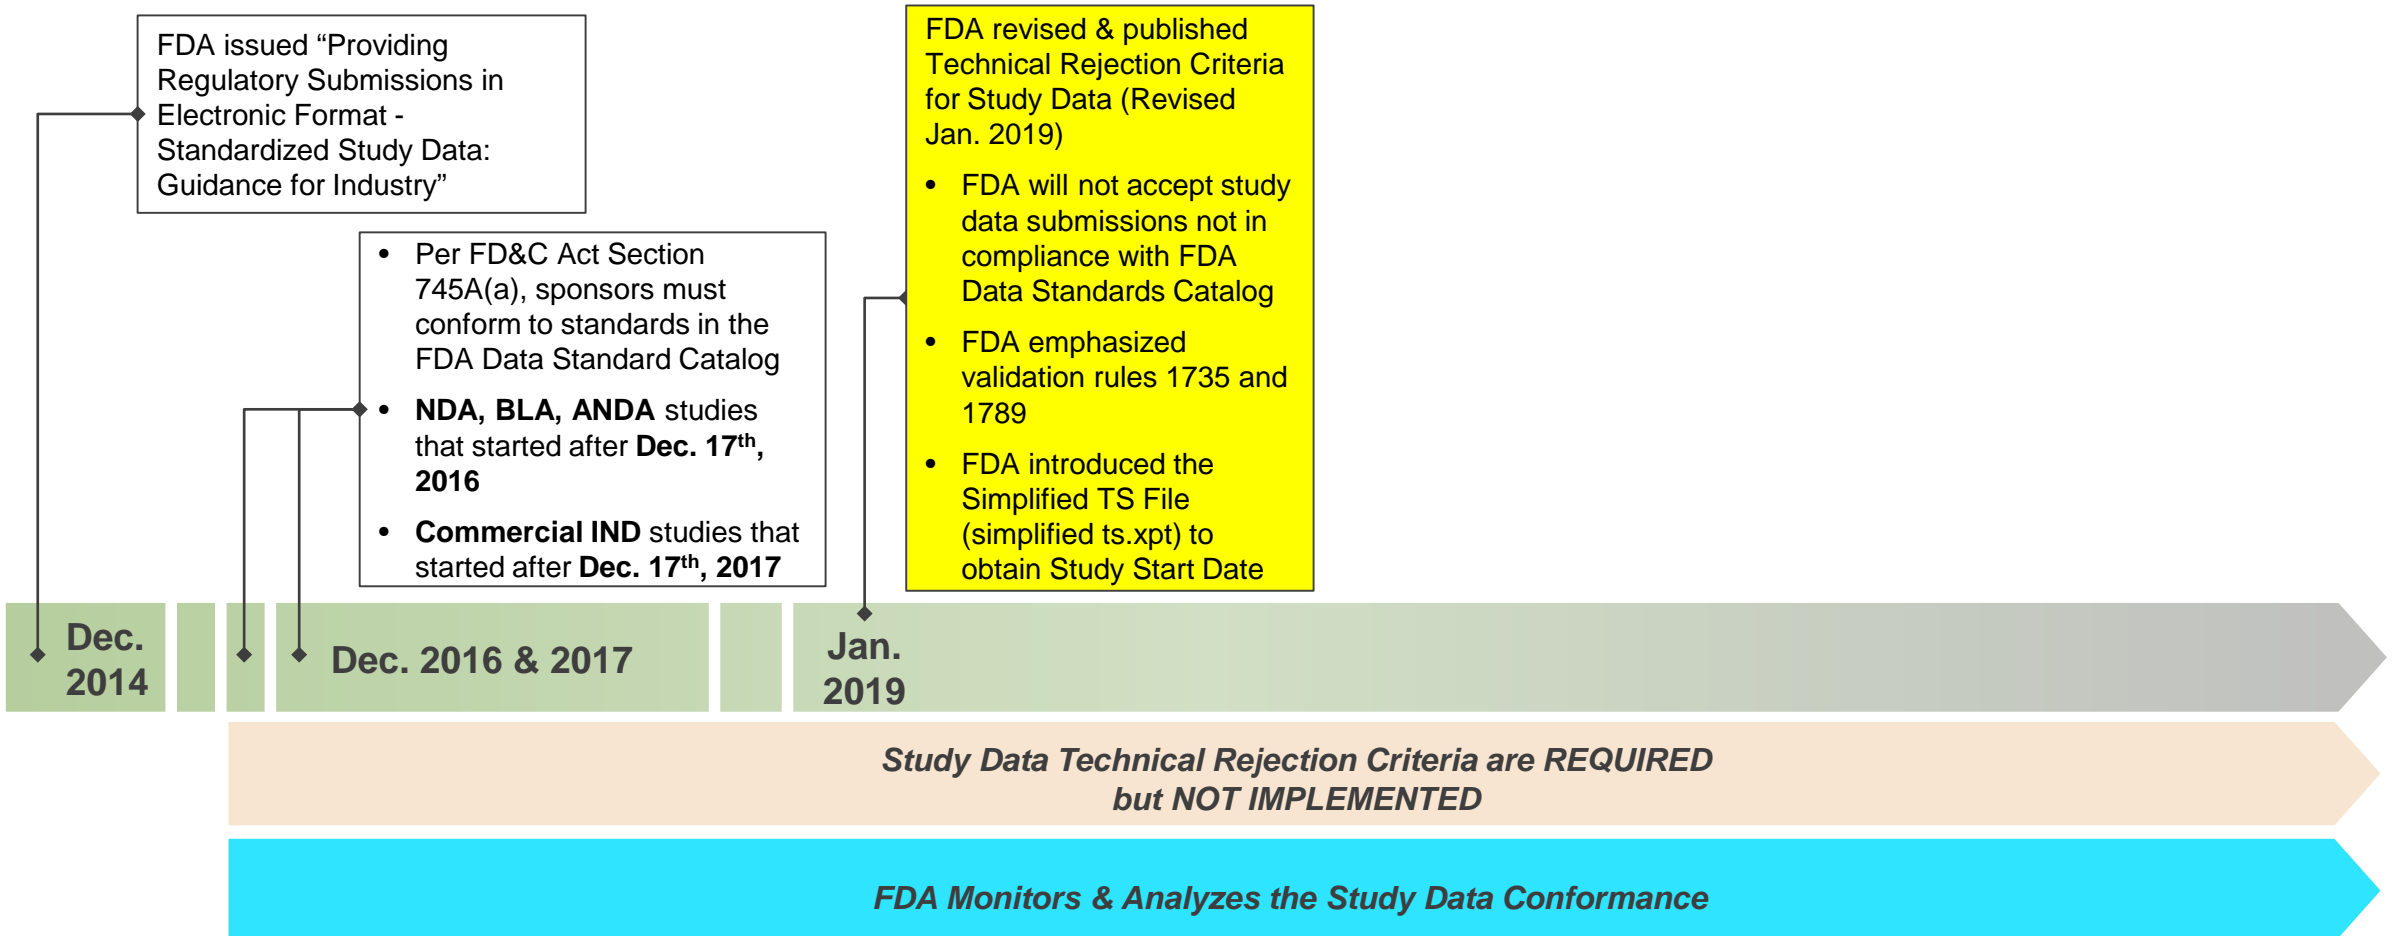 FDA issued “Providing
Regulatory Submissions in
Electronic Format -
Standardized Study Data:
Guidance for Industry”
• Per FD&C Act Section
745A(a), sponsors must
conform to standards in the
FDA Data Standard Catalog
• NDA, BLA, ANDA studies
that started after Dec. 17th,
2016
• Commercial IND studies that
started after Dec. 17th, 2017
FDA revised & published
Technical Rejection Criteria
for Study Data (Revised
Jan. 2019)
• FDA will not accept study
data submissions not in
compliance with FDA
Data Standards Catalog
• FDA emphasized
validation rules 1735 and
1789
• FDA introduced the
Simplified TS File
(simplified ts.xpt) to
obtain Study Start Date
Dec.
2014
Dec. 2016 & 2017
Jan.
2019
Study Data Technical Rejection Criteria are REQUIRED
but NOT IMPLEMENTED
FDA Monitors & Analyzes the Study Data Conformance